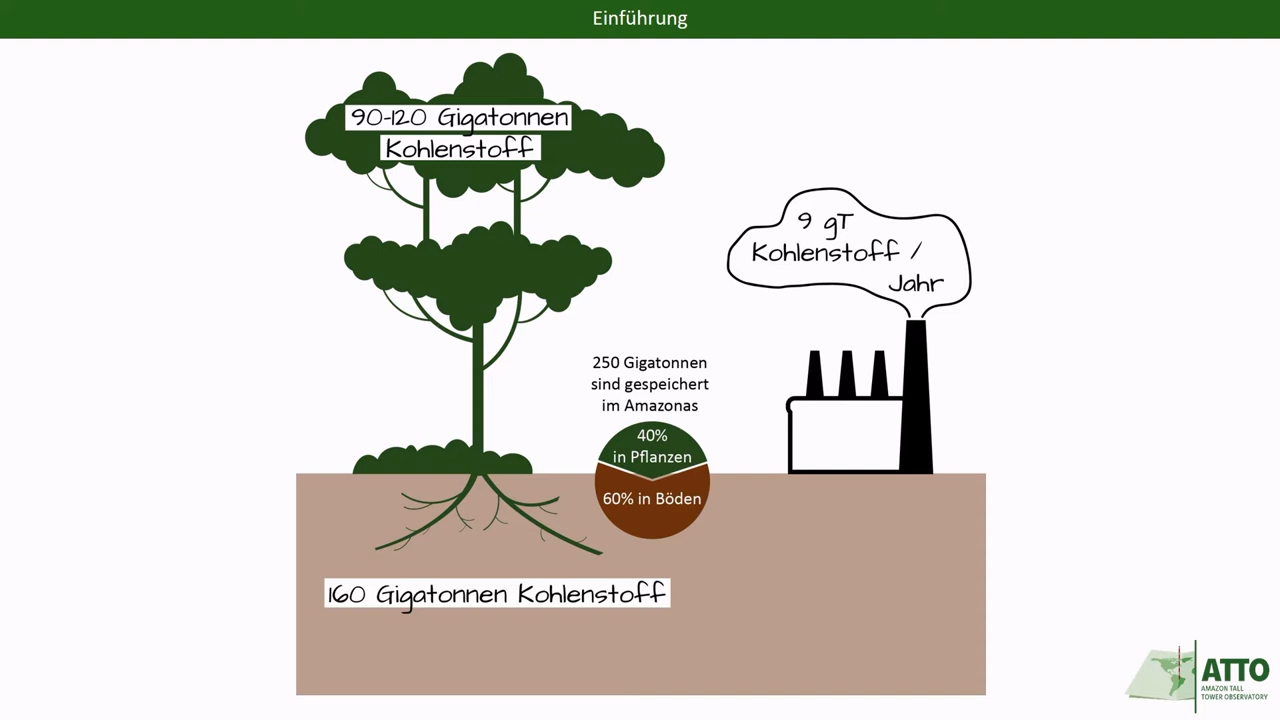 Einführung
90-120 Gigatonnen
Kohlenstoff
9 gT
Kohlenstoff /
Jahr
250 Gigatonnen
sind gespeichert
im Amazonas
40%
in Pflanzen
60% in Böden
160 Gigatonnen Kohlenstoff
ATTO
AMAZON TALL
TOWER OBSERVATORY